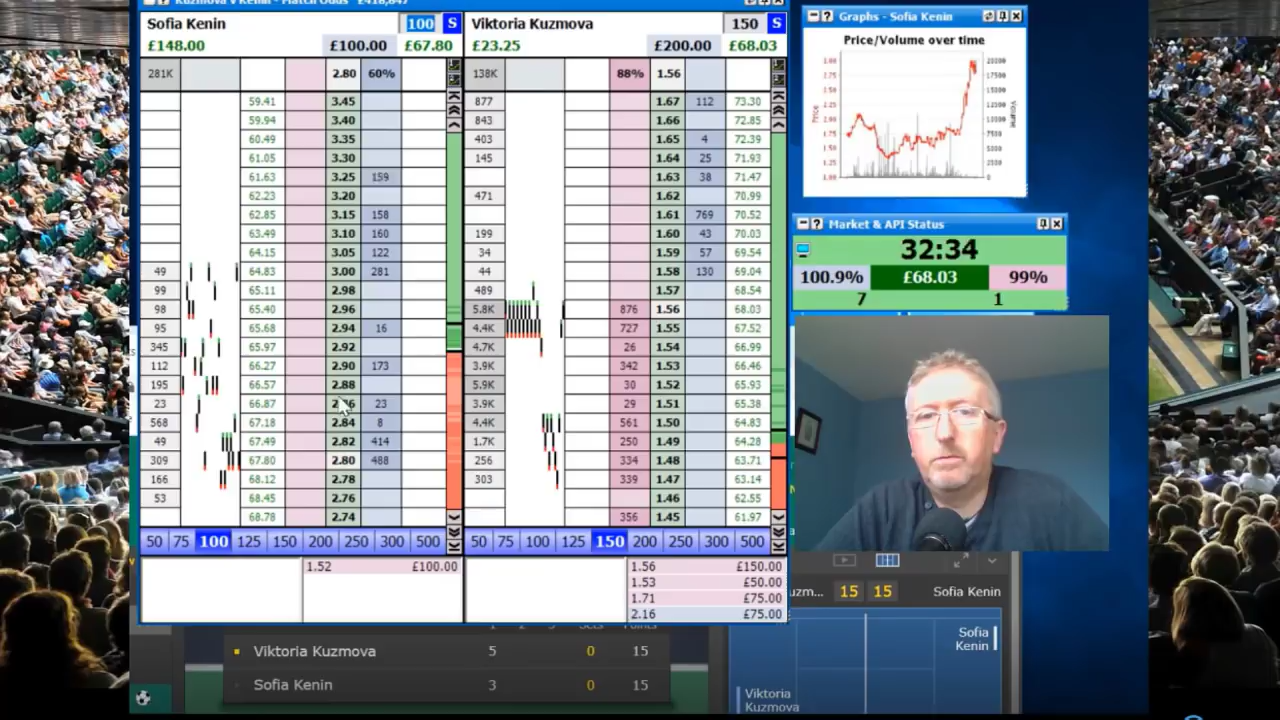 Kuzmova v Kenin - Match Odds £418,847
Sofia Kenin 100 S
£148.00 £100.00 £67.80
281K 2.80 60%
59.41 3.45
59.94 3.40
60.49 3.35
61.05 3.30
61.63 3.25 159
62.23 3.20
62.85 3.15 158
63.49 3.10 160
64.15 3.05 122
49 64.83 3.00 281
99 65.11 2.98
98 65.40 2.96
95 65.68 2.94 16
345 65.97 2.92
112 66.27 2.90 173
195 66.57 2.88
23 66.87 23
568 67.18 2.84 8
49 67.49 2.82 414
309 67.80 2.80 488
166 68.12 2.78
53 68.45 2.76
68.78 2.74
50 75 100 125 150 200 250 300 500
1.52 £100.00
Viktoria Kuzmova 150 S
£23.25 £200.00 £68.03
138K 88% 1.56
877 1.67 112 73.30
843 1.66 72.85
403 1.65 4 72.39
145 1.64 25 71.93
1.63 38 71.47
471 1.62 70.99
1.61 769 70.52
199 1.60 43 70.03
34 1.59 57 69.54
44 1.58 130 69.04
489 1.57 68.54
5.8K 876 1.56 68.03
4.4K 727 1.55 67.52
4.7K 26 1.54 66.99
3.9K 342 1.53 66.46
5.9K 30 1.52 65.93
3.9K 29 1.51 65.38
4.4K 561 1.50 64.83
1.7K 250 1.49 64.28
256 334 1.48 63.71
303 339 1.47 63.14
1.46 62.55
356 1.45 61.97
50 75 100 125 150 200 250 300 500
1.56 £150.00
1.53 £50.00
1.71 £75.00
2.16 £75.00
Graphs - Sofia Kenin
Price/Volume over time
Price
Volume
20000
17500
15000
12500
10000
7500
5000
2500
0
Market & API Status
32:34
100.9% £68.03 99%
7 1
15 15 Sofia Kenin
Sofia
Kenin
Viktoria
Kuzmova
Viktoria Kuzmova 5 0 15
Sofia Kenin 3 0 15